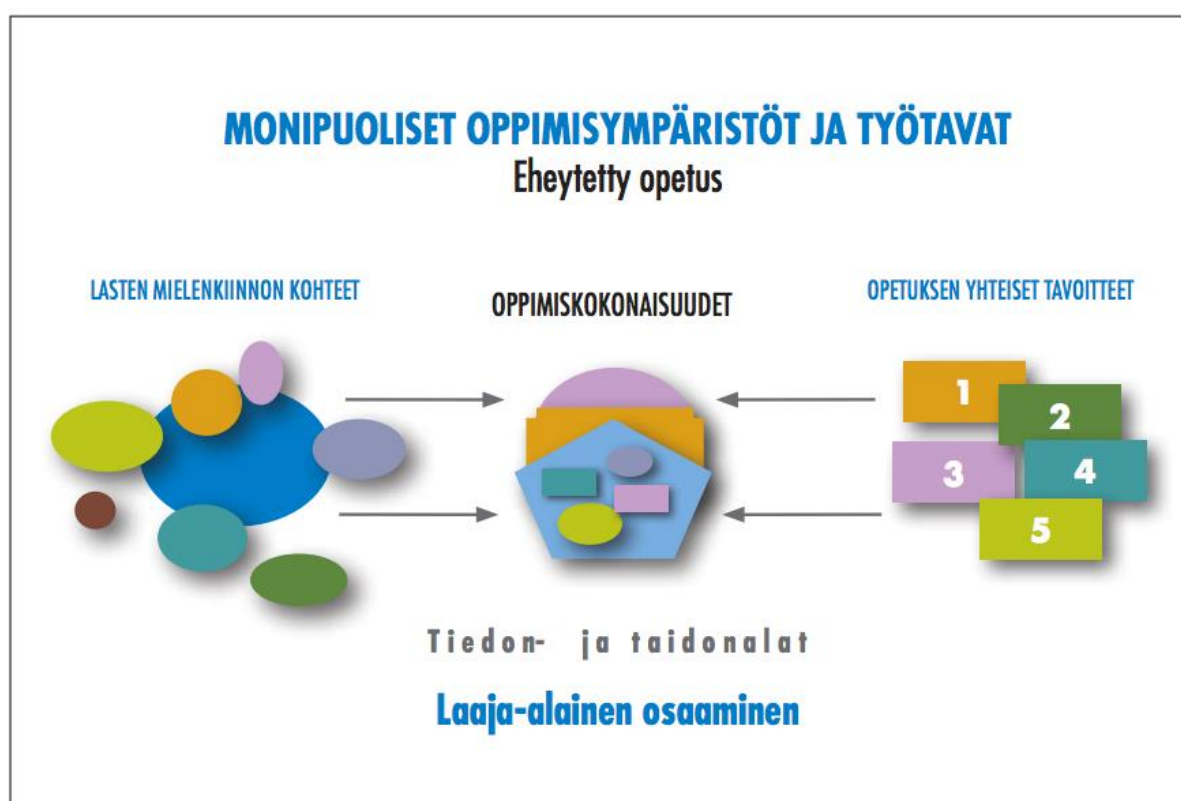 MONIPUOLISET OPPIMISYMPÄRISTÖT JA TYÖTAVAT
Eheytetty opetus
LASTEN MIELENKIINNON KOHTEET
OPPIMISKOKONAISUUDET
OPETUKSEN YHTEISET TAVOITTEET
1
2
3
4
5
Tiedon- ja taidonalat
Laaja-alainen osaaminen